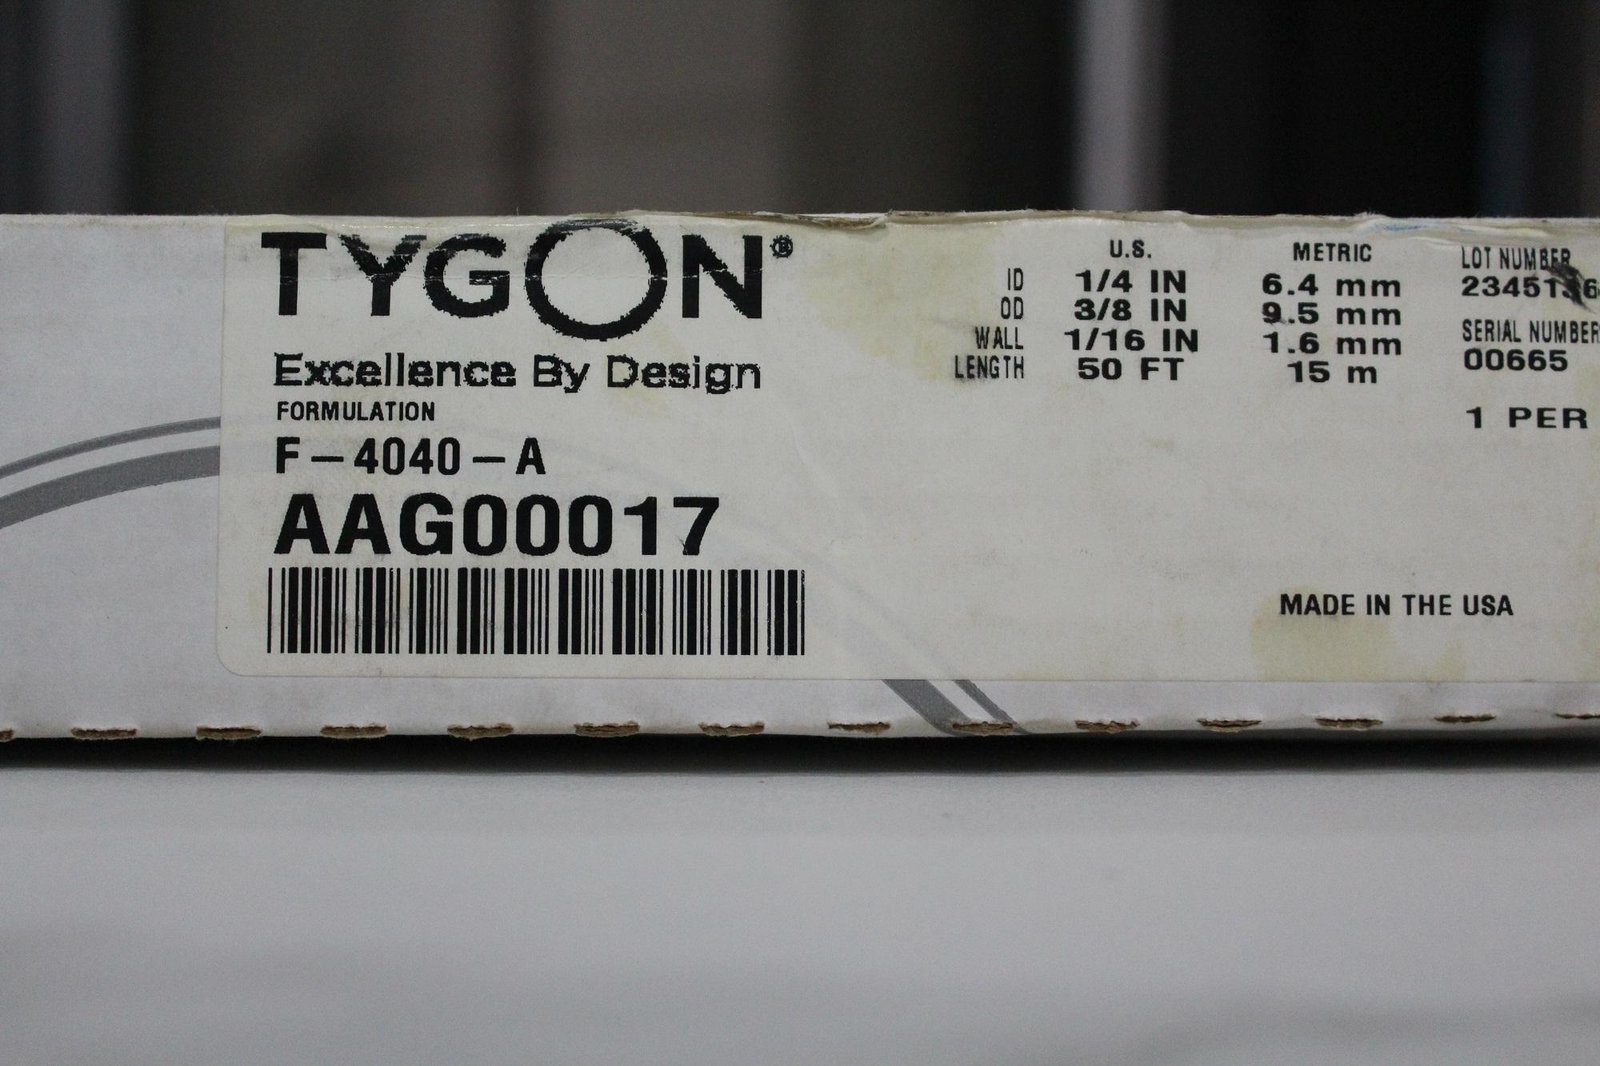 TYGON®
Excellence By Design
FORMULATION
F-4040-A
AAG00017
U.S. METRIC
ID 1/4 IN 6.4 mm
OD 3/8 IN 9.5 mm
WALL 1/16 IN 1.6 mm
LENGTH 50 FT 15 m
LOT NUMBER
SERIAL NUMBER
00665
1 PER
MADE IN THE USA